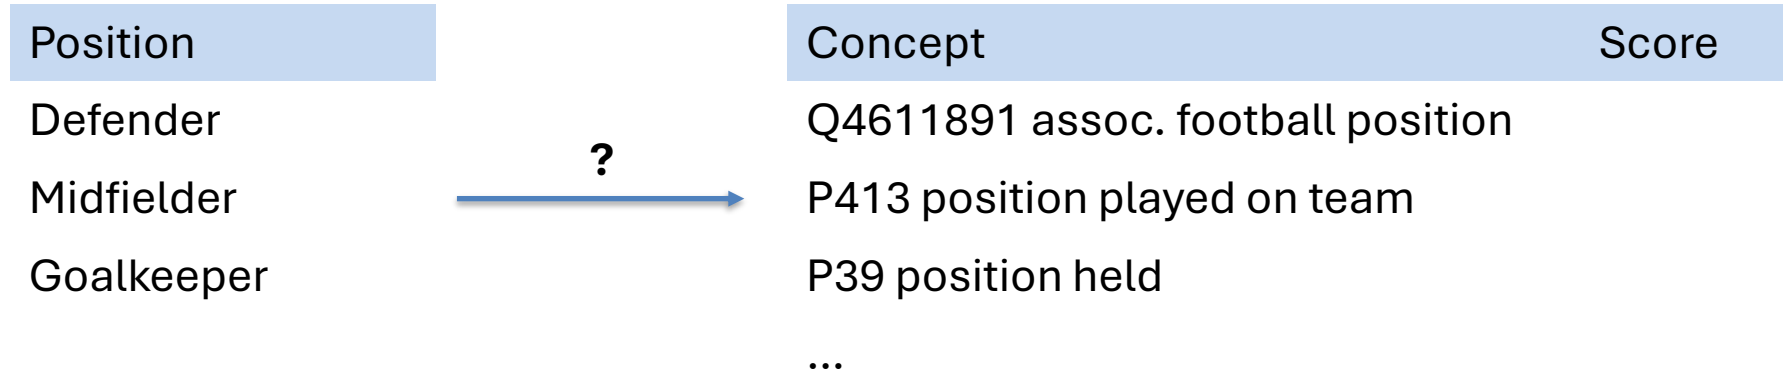 Position
Defender
Midfielder
Goalkeeper
?
Concept Score
Q4611891 assoc. football position
P413 position played on team
P39 position held
...